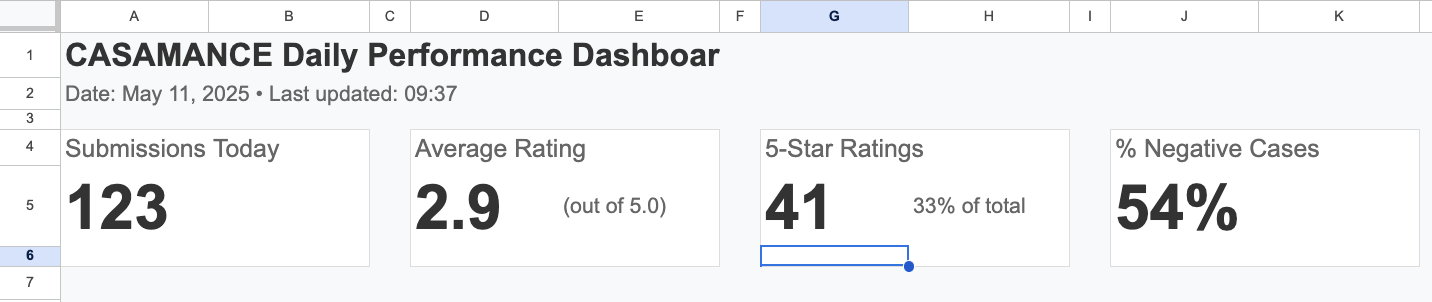 A B C D E F G H I J K
1 CASAMANCE Daily Performance Dashboar
2 Date: May 11, 2025 • Last updated: 09:37
3
4 Submissions Today Average Rating 5-Star Ratings % Negative Cases
5 123 2.9 (out of 5.0) 41 33% of total 54%
6
7